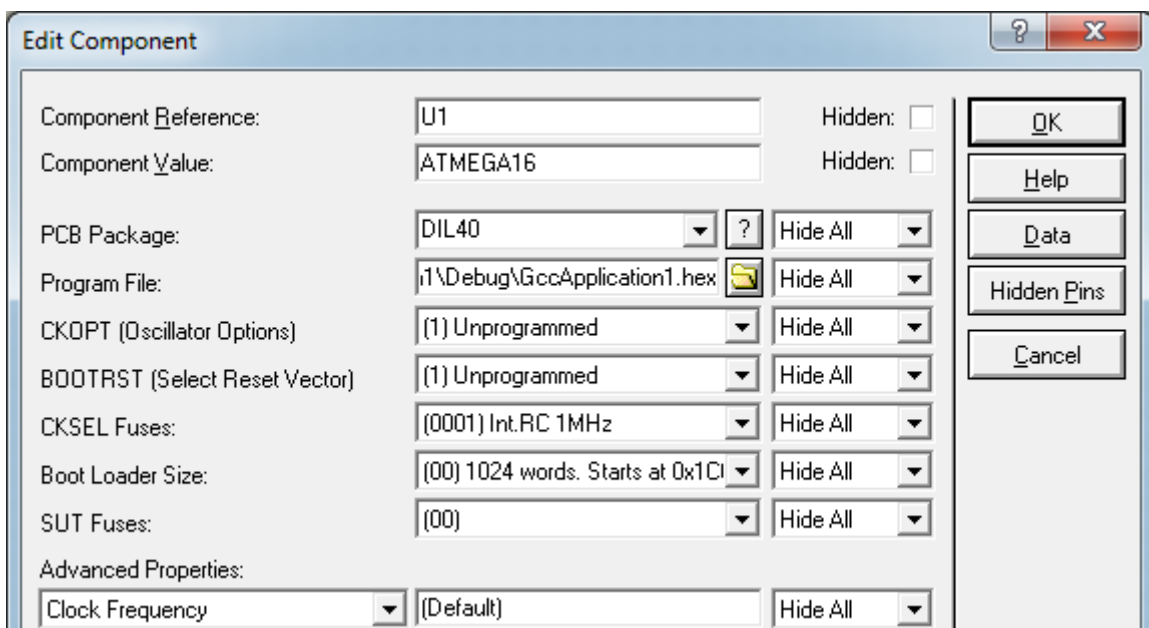 Edit Component
?
x
Component Reference: U1 Hidden: OK
Component Value: ATMEGA16 Hidden: Help
PCB Package: DIL40 ? Hide All Data
Program File: 1\Debug\GccApplication1.hex Hide All Hidden Pins
CKOPT (Oscillator Options) (1) Unprogrammed Hide All Cancel
BOOTRST (Select Reset Vector) (1) Unprogrammed Hide All
CKSEL Fuses: (0001) Int.RC 1MHz Hide All
Boot Loader Size: (00) 1024 words. Starts at Hide All
SUT Fuses: (00) Hide All
Advanced Properties:
Clock Frequency (Default) Hide All